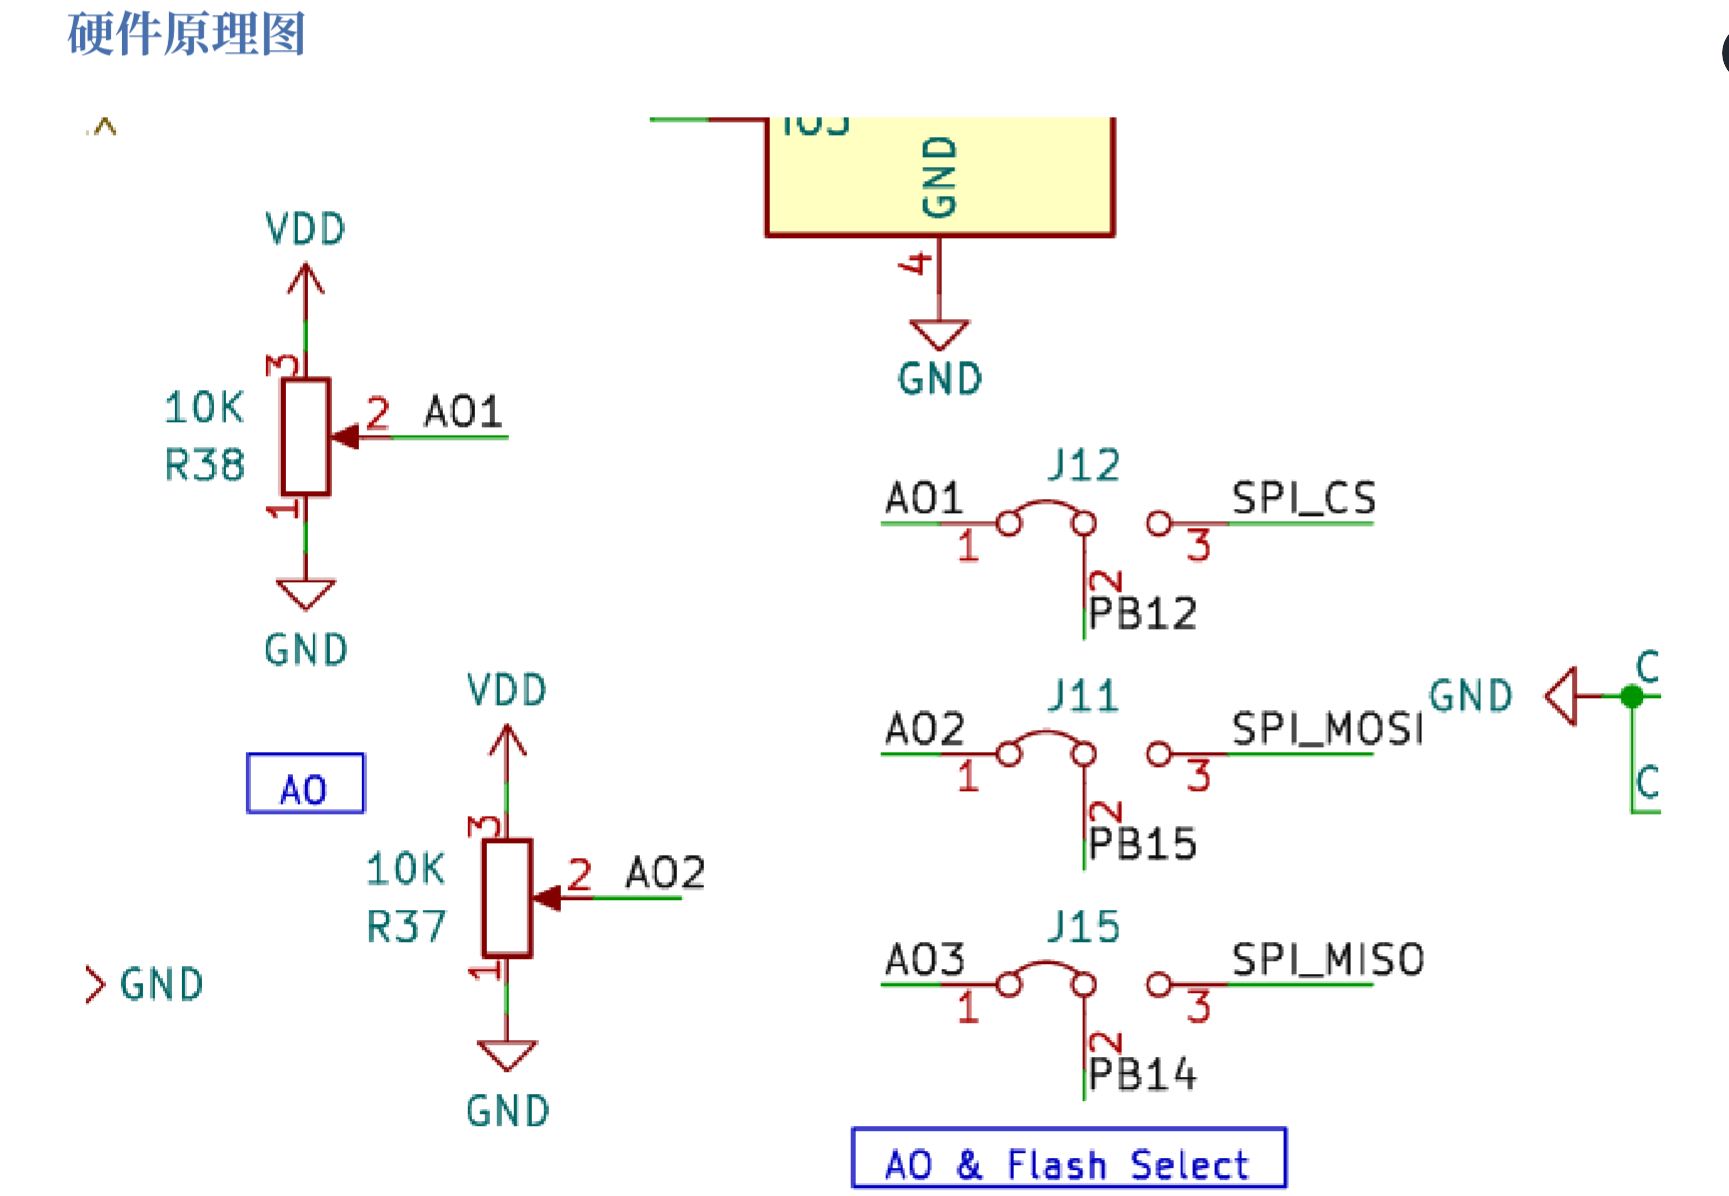 硬件原理图
GND
4
GND
VDD
3
10K
R38
2
AO1
1
GND
J12
AO1
SPI_CS
1
3
2
PB12
J11
AO2
SPI_MOSI
1
3
2
PB15
GND
C
C
VDD
AO
3
10K
R37
2
AO2
1
GND
GND
J15
AO3
SPI_MISO
1
3
2
PB14
AO & Flash Select